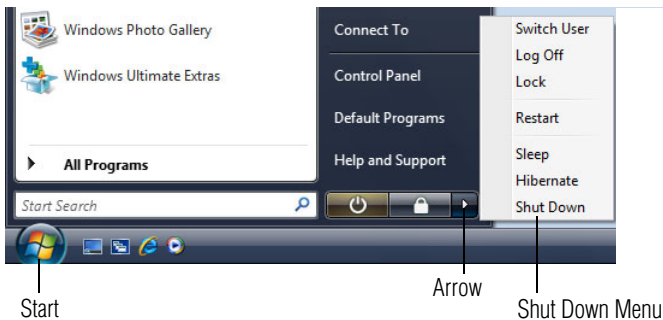 Windows Photo Gallery
Windows Ultimate Extras
All Programs
Start Search
Connect To
Control Panel
Default Programs
Help and Support
Switch User
Log Off
Lock
Restart
Sleep
Hibernate
Shut Down
Start
Arrow
Shut Down Menu